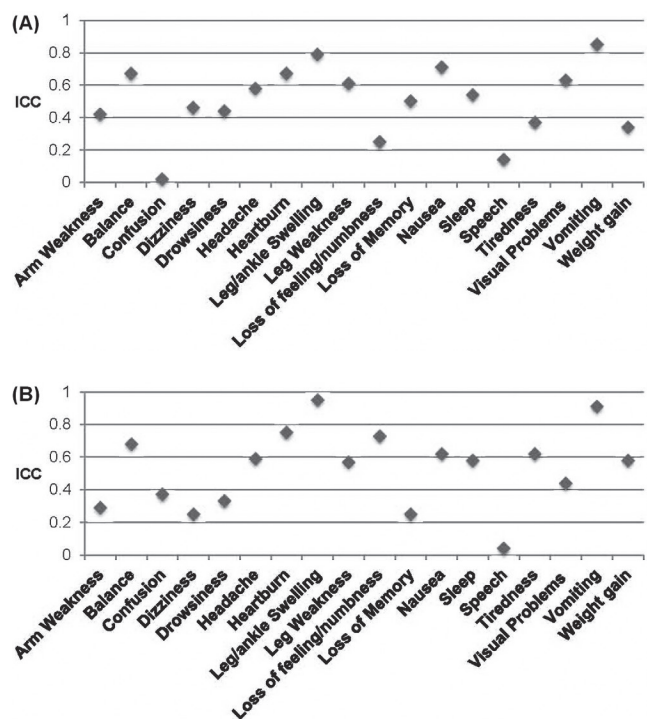 (A)
1
0.8
0.6
ICC
0.4
0.2
0
Arm Weakness
Balance
Confusion
Dizziness
Drowsiness
Headache
Heartburn
Leg/ankle Swelling
Leg Weakness
Loss of feeling/numbness
Loss of Memory
Nausea
Sleep
Speech
Tiredness
Visual Problems
Vomiting
Weight gain
(B)
1
0.8
0.6
ICC
0.4
0.2
0
Arm Weakness
Balance
Confusion
Dizziness
Drowsiness
Headache
Heartburn
Leg/ankle Swelling
Leg Weakness
Loss of feeling/numbness
Loss of Memory
Nausea
Sleep
Speech
Tiredness
Visual Problems
Vomiting
Weight gain